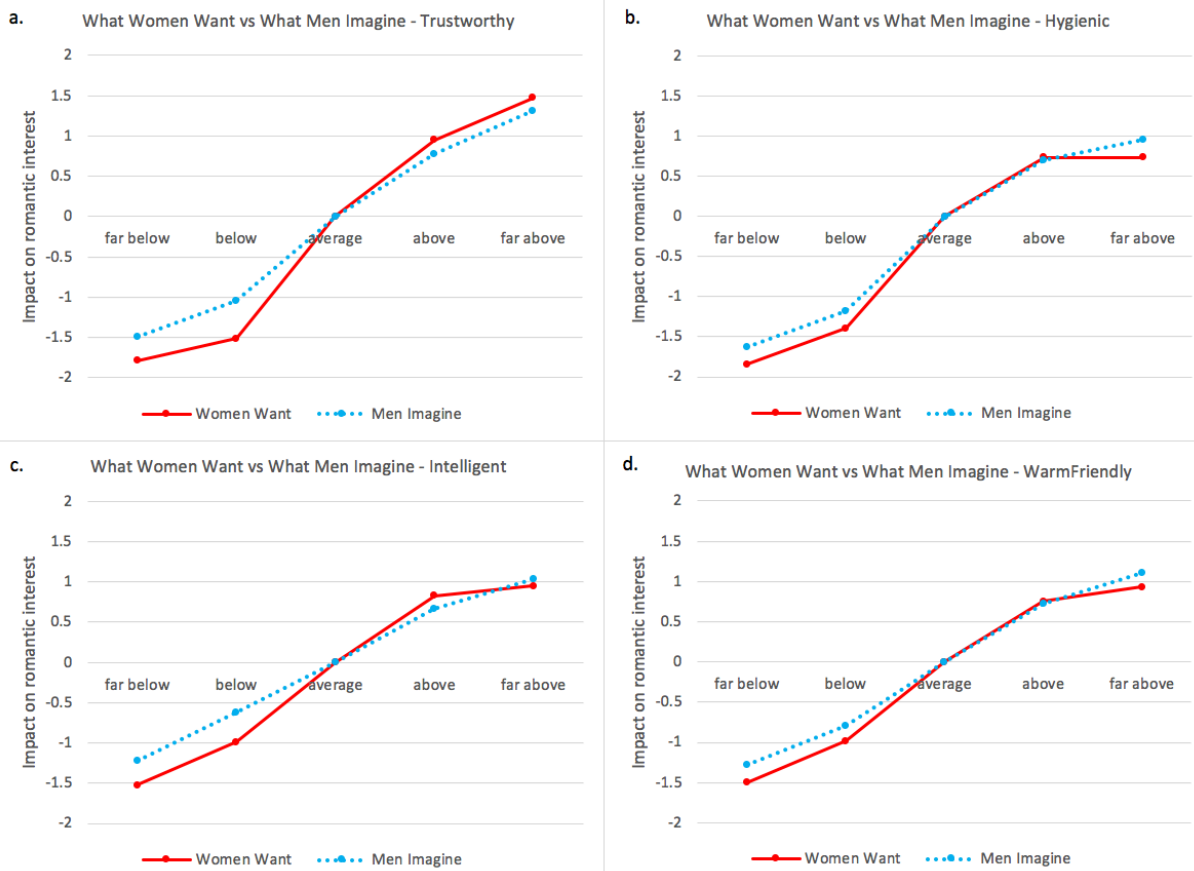 a.
What Women Want vs What Men Imagine - Trustworthy
Impact on romantic interest
2
1.5
1
0.5
0
-0.5
-1
-1.5
-2
far below below average above far above
Women Want Men Imagine
b.
What Women Want vs What Men Imagine - Hygienic
Impact on romantic interest
2
1.5
1
0.5
0
-0.5
-1
-1.5
-2
far below below average above far above
Women Want Men Imagine
c.
What Women Want vs What Men Imagine - Intelligent
Impact on romantic interest
2
1.5
1
0.5
0
-0.5
-1
-1.5
-2
far below below average above far above
Women Want Men Imagine
d.
What Women Want vs What Men Imagine - WarmFriendly
Impact on romantic interest
2
1.5
1
0.5
0
-0.5
-1
-1.5
-2
far below below average above far above
Women Want Men Imagine